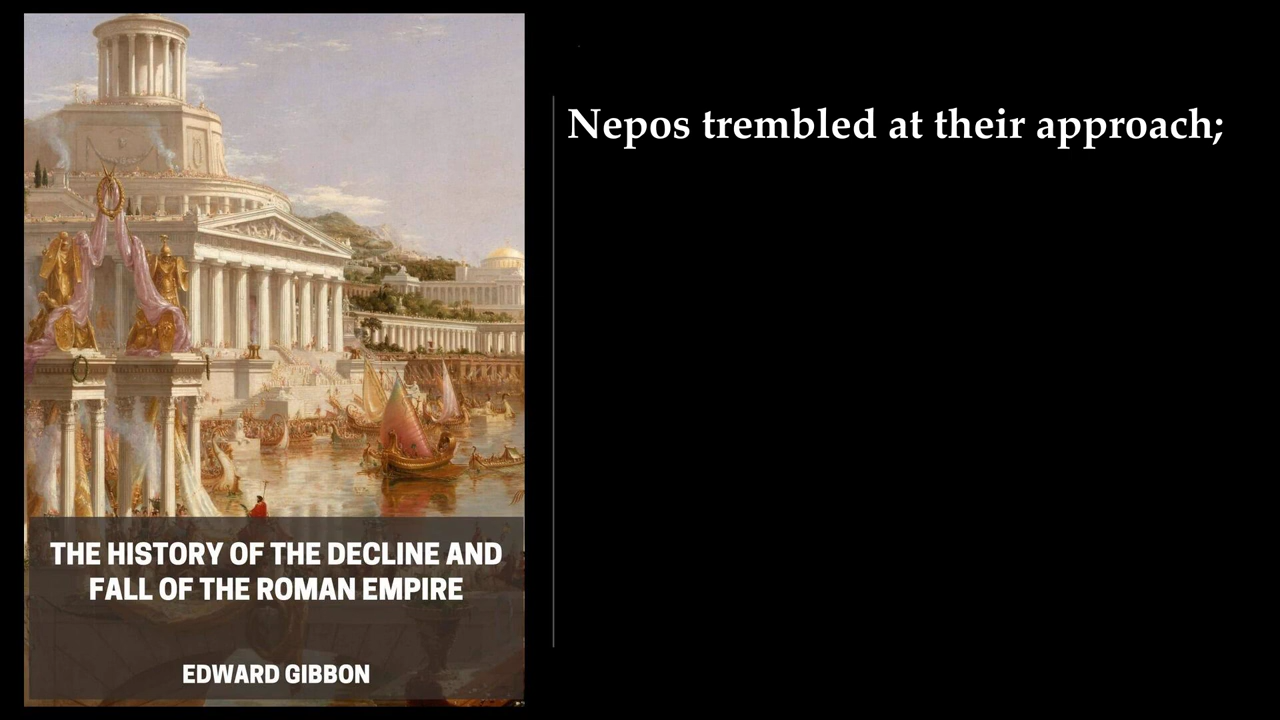 THE HISTORY OF THE DECLINE AND
FALL OF THE ROMAN EMPIRE
EDWARD GIBBON
Nepos trembled at their approach;